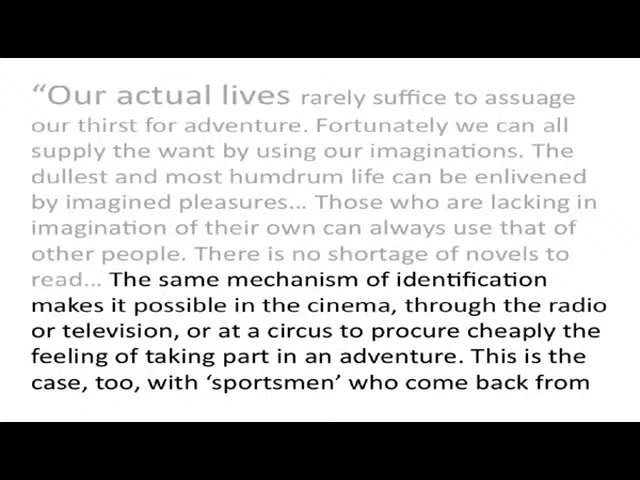 “Our actual lives rarely suffice to assuage
our thirst for adventure. Fortunately we can all
supply the want by using our imaginations. The
dullest and most humdrum life can be enlivened
by imagined pleasures... Those who are lacking in
imagination of their own can always use that of
other people. There is no shortage of novels to
read... The same mechanism of identification
makes it possible in the cinema, through the radio
or television, or at a circus to procure cheaply the
feeling of taking part in an adventure. This is the
case, too, with ‘sportsmen’ who come back from